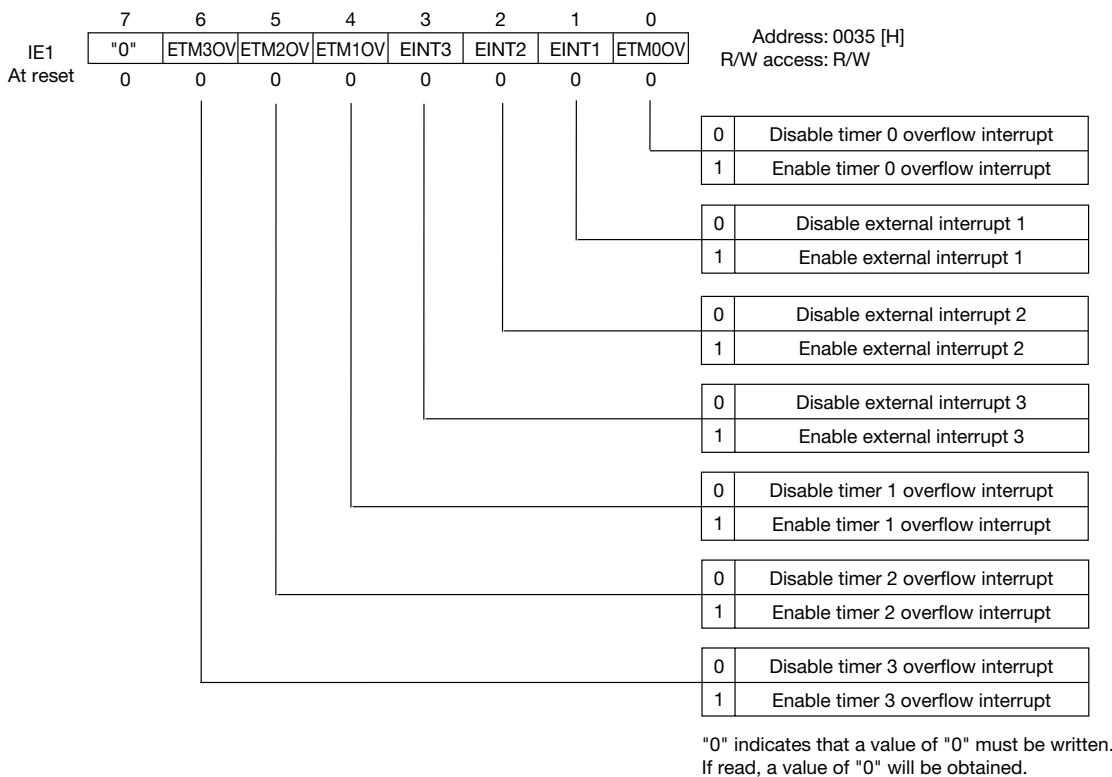 7 6 5 4 3 2 1 0
IE1 "0" ETM3OV ETM2OV ETM1OV EINT3 EINT2 EINT1 ETM0OV
At reset 0 0 0 0 0 0 0 0
Address: 0035 [H]
R/W access: R/W
0 Disable timer 0 overflow interrupt
1 Enable timer 0 overflow interrupt
0 Disable external interrupt 1
1 Enable external interrupt 1
0 Disable external interrupt 2
1 Enable external interrupt 2
0 Disable external interrupt 3
1 Enable external interrupt 3
0 Disable timer 1 overflow interrupt
1 Enable timer 1 overflow interrupt
0 Disable timer 2 overflow interrupt
1 Enable timer 2 overflow interrupt
0 Disable timer 3 overflow interrupt
1 Enable timer 3 overflow interrupt
"0" indicates that a value of "0" must be written.
If read, a value of "0" will be obtained.